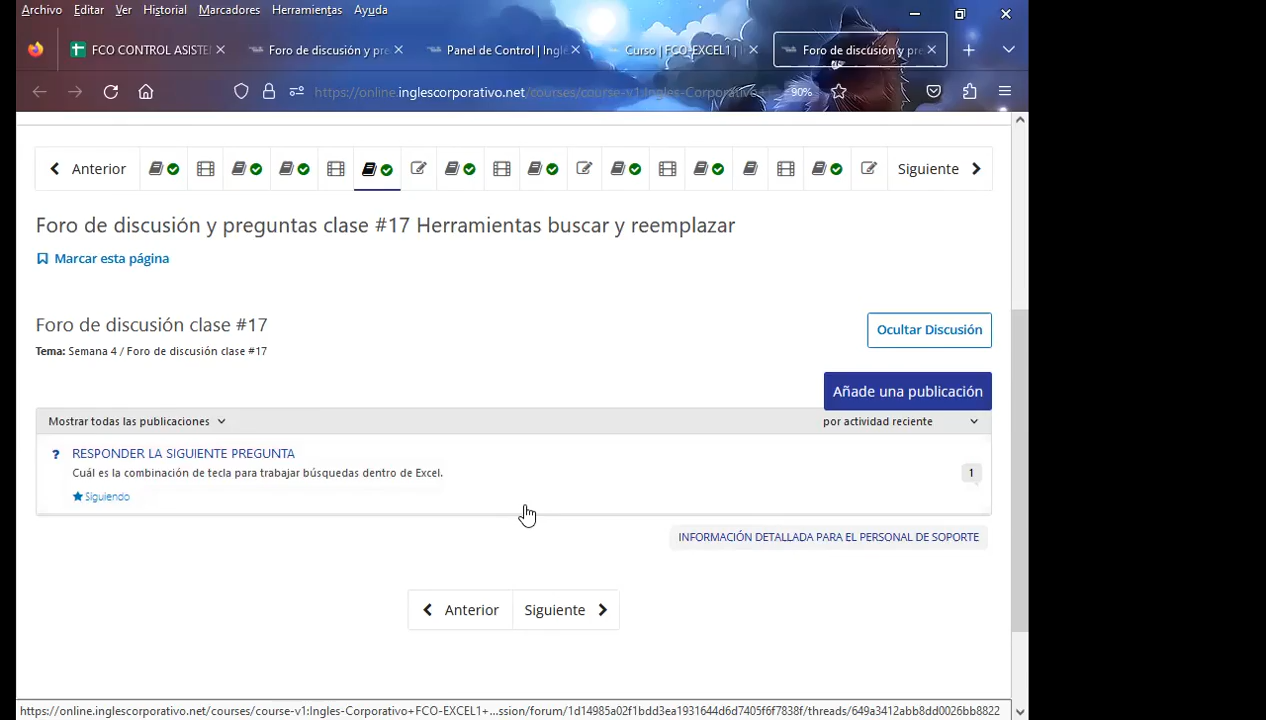 Archivo Editar Ver Historial Marcadores Herramientas Ayuda
FCO CONTROL ASISTE Foro de discusión y pre Panel de Control | Inglé Curso | FCO-EXCEL1 | I Foro de discusión y pre
https://online.inglescorporativo.net/courses/course-v1:Ingles-Corporativo+ 90%
Anterior Siguiente
Foro de discusión y preguntas clase #17 Herramientas buscar y reemplazar
Marcar esta página
Foro de discusión clase #17
Ocultar Discusión
Tema: Semana 4 / Foro de discusión clase #17
Añade una publicación
Mostrar todas las publicaciones por actividad reciente
? RESPONDER LA SIGUIENTE PREGUNTA
Cuál es la combinación de tecla para trabajar búsquedas dentro de Excel. 1
Siguiendo
INFORMACIÓN DETALLADA PARA EL PERSONAL DE SOPORTE
Anterior Siguiente
https://online.inglescorporativo.net/courses/course-v1:Ingles-Corporativo+FCO-EXCEL1+...ssion/forum/1d14985a02f1bdd3ea1931644d6d7405f6f7838f/threads/649a3412abb8dd0026bb8822